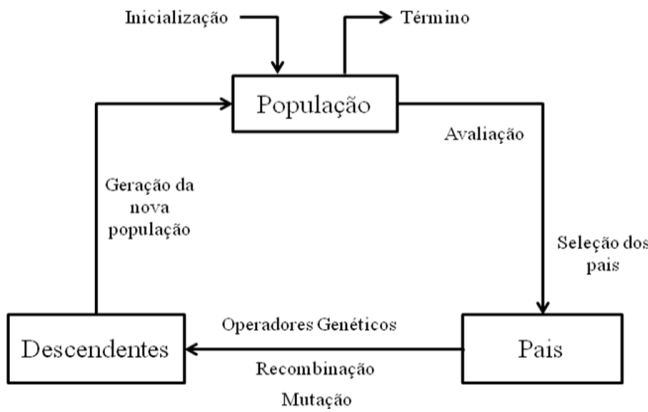 Inicialização
Término
População
Avaliação
Geração da
nova
população
Seleção dos
pais
Operadores Genéticos
Descendentes
Pais
Recombinação
Mutação